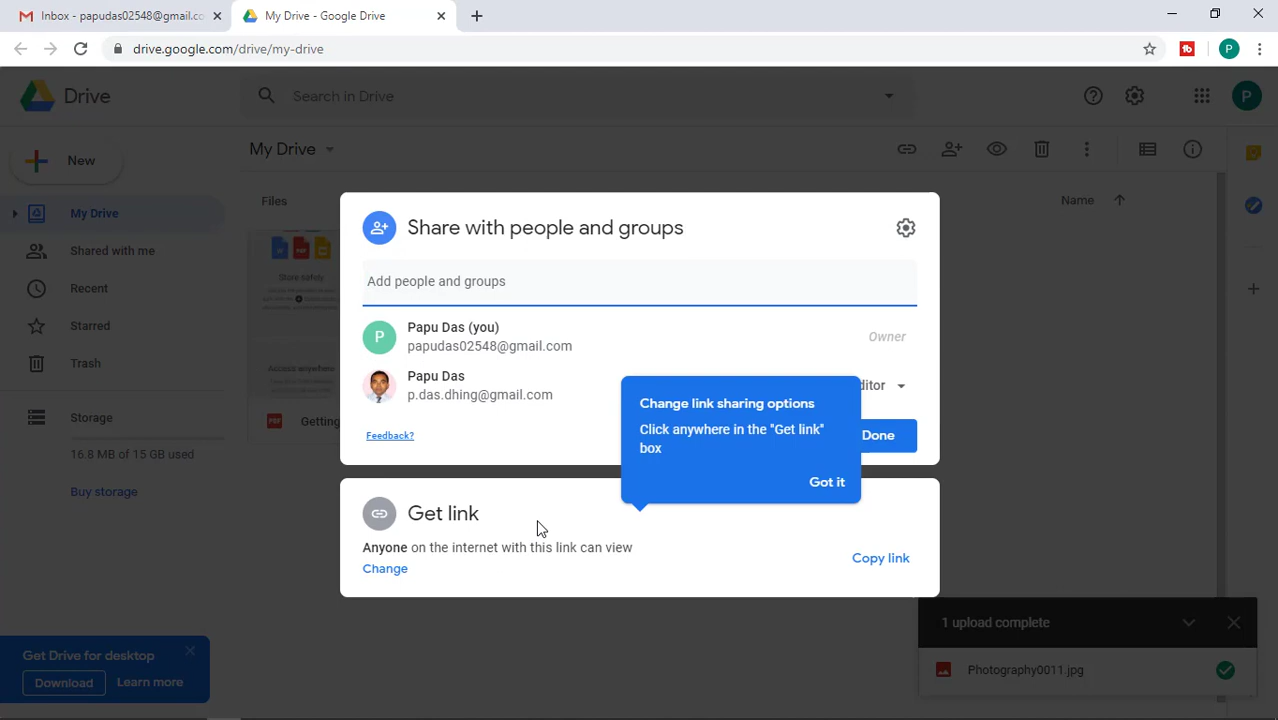 Inbox - papudas02548@gmail.co
My Drive - Google Drive
drive.google.com/drive/my-drive
P
Drive
Search in Drive
P
New
My Drive
Files
Name
My Drive
Shared with me
Recent
Starred
Trash
Storage
16.8 MB of 15 GB used
Buy storage
Store safely
Access anywhere
Getting
Share with people and groups
Add people and groups
P
Papu Das (you)
papudas02548@gmail.com
Owner
Papu Das
p.das.dhing@gmail.com
ditor
Feedback?
Done
Change link sharing options
Click anywhere in the "Get link"
box
Got it
Get link
Anyone on the internet with this link can view
Change
Copy link
1 upload complete
Photography0011.jpg
Get Drive for desktop
Download
Learn more